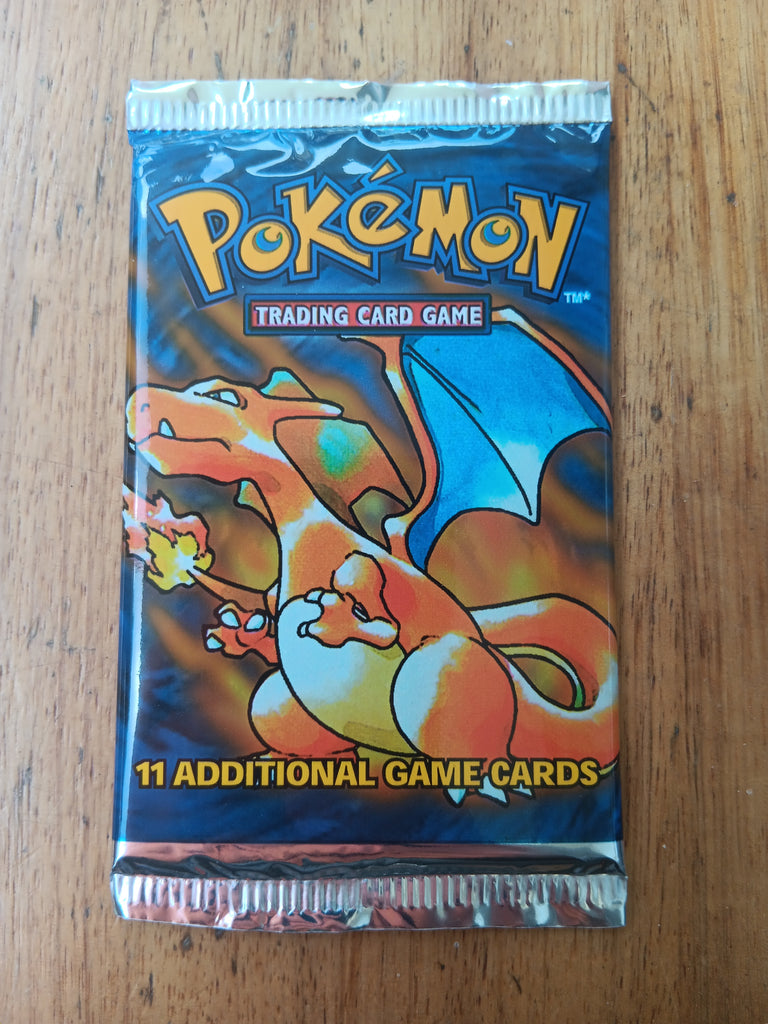 POKéMON
TM*
TRADING CARD GAME
11 ADDITIONAL GAME CARDS